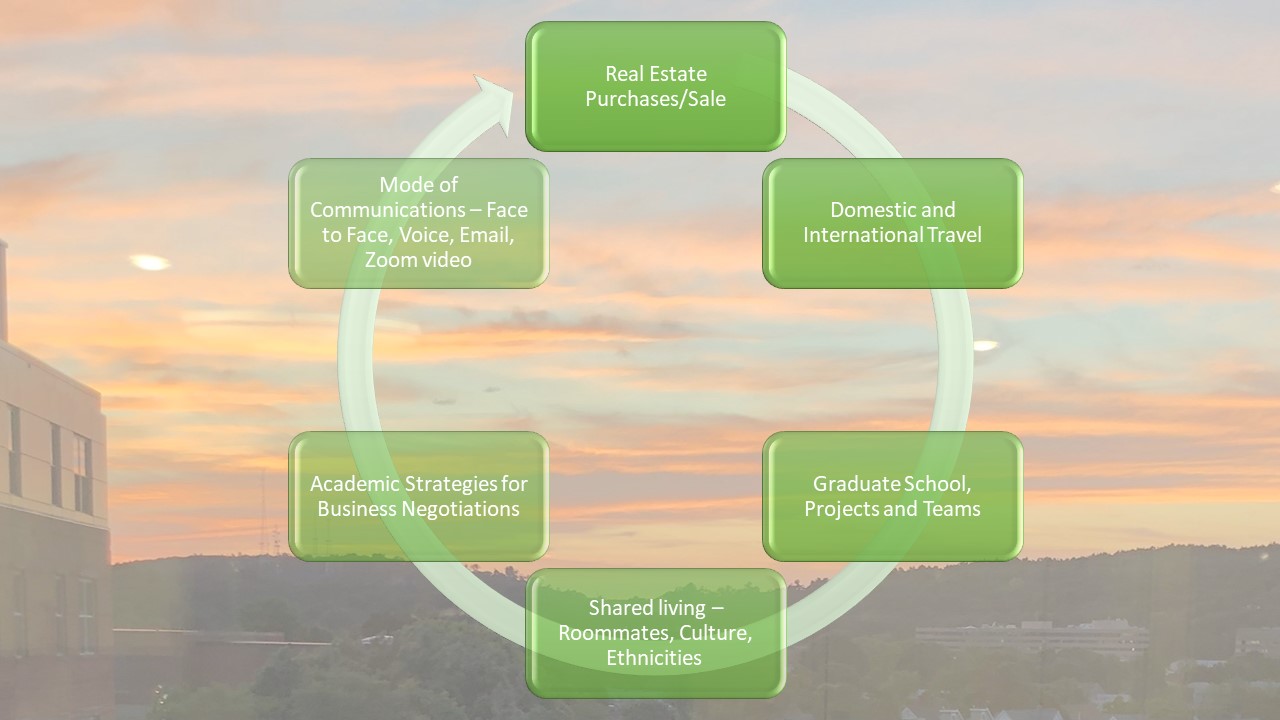 Real Estate
Purchases/Sale
Domestic and
International Travel
Graduate School,
Projects and Teams
Shared living –
Roommates, Culture,
Ethnicities
Academic Strategies for
Business Negotiations
Mode of
Communications – Face
to Face, Voice, Email,
Zoom video